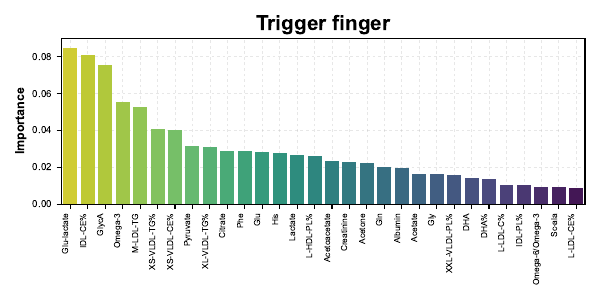 Trigger finger
Importance
0.08
0.06
0.04
0.02
0.00
Glu-lactate
IDL-CE%
GlycA
Omega-3
M-LDL-TG
XS-VLDL-TG%
XS-VLDL-CE%
Pyruvate
XL-VLDL-TG%
Citrate
Phe
Glu
His
Lactate
L-HDL-PL%
Acetoacetate
Creatinine
Acetone
Gln
Albumin
Acetate
Gly
XXL-VLDL-PL%
DHA
DHA%
L-LDL-C%
IDL-PL%
Omega-6/Omega-3
L-LDL-CE%